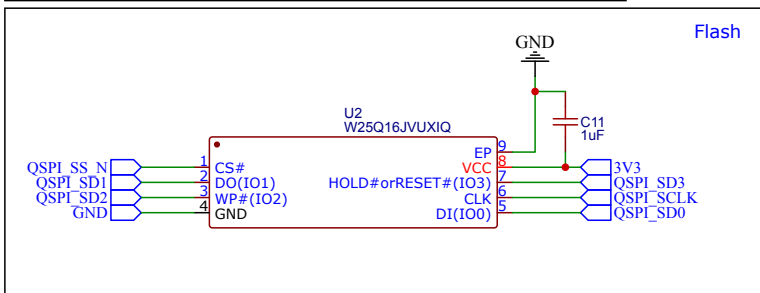 Flash
GND
U2
W25Q16JVUXIQ
C11
1uF
QSPI_SS_N 1 CS#
QSPI_SD1 2 DO(IO1)
QSPI_SD2 3 WP#(IO2)
GND 4 GND
EP 9
VCC 8 3V3
HOLD#orRESET#(IO3) 7 QSPI_SD3
CLK 6 QSPI_SCLK
DI(IO0) 5 QSPI_SD0